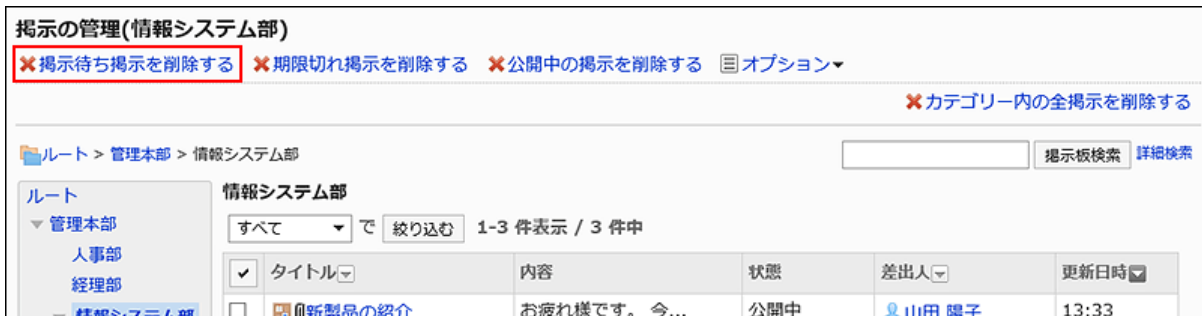 掲示の管理(情報システム部)
掲示待ち掲示を削除する 期限切れ掲示を削除する 公開中の掲示を削除する オプション
カテゴリー内の全掲示を削除する
ルート > 管理本部 > 情報システム部 掲示板検索 詳細検索
ルート
管理本部
人事部
経理部
情報システム部
情報システム部
すべて で 絞り込む 1-3 件表示 / 3 件中
タイトル 内容 状態 差出人 更新日時
新製品の紹介 お疲れ様です。 今... 公開中 山田 陽子 13:33